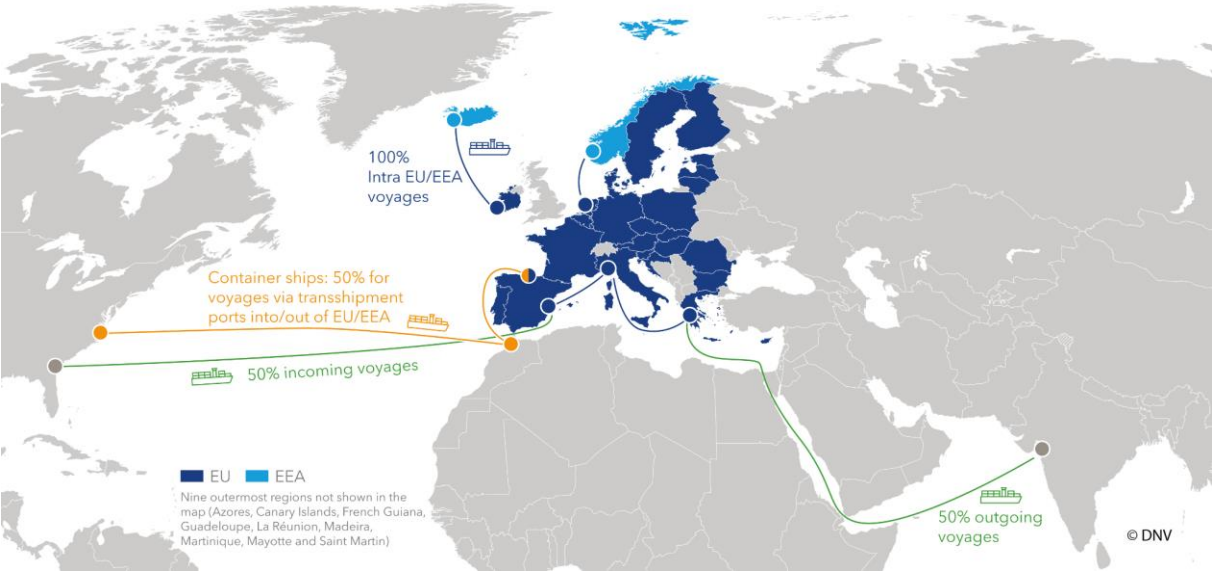 100%
Intra EU/EEA
voyages
Container ships: 50% for
voyages via transshipment
ports into/out of EU/EEA
50% incoming voyages
EU
EEA
Nine outermost regions not shown in the
map (Azores, Canary Islands, French Guiana,
Guadeloupe, La Réunion, Madeira,
Martinique, Mayotte and Saint Martin)
50% outgoing
voyages
© DNV